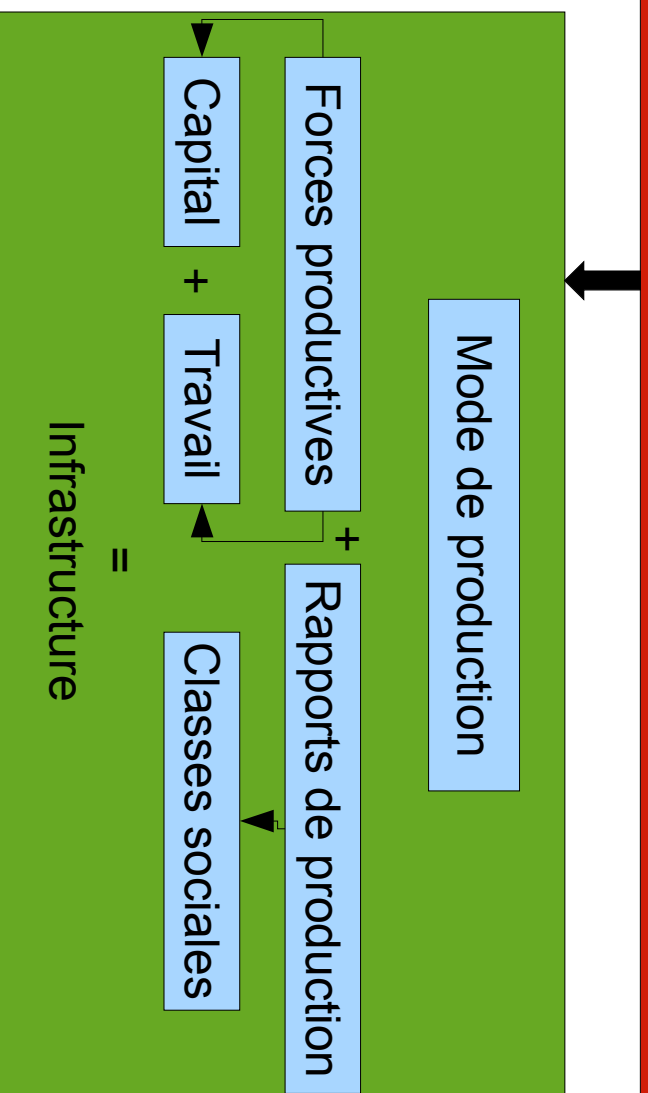 Mode de production
Forces productives + Rapports de production
Capital + Travail Classes sociales
=
Infrastructure